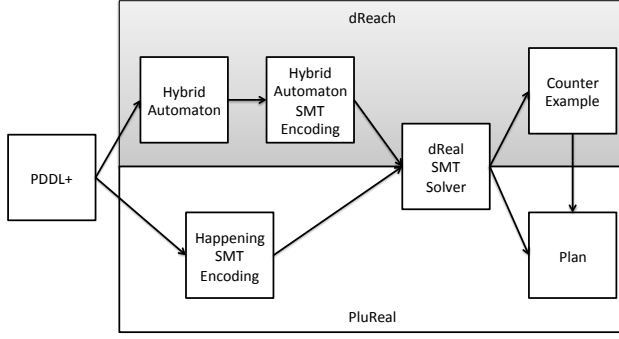 dReach
Hybrid
Automaton
Hybrid
Automaton
SMT
Encoding
Counter
Example
PDDL+
dReal
SMT
Solver
Happening
SMT
Encoding
Plan
PluReal